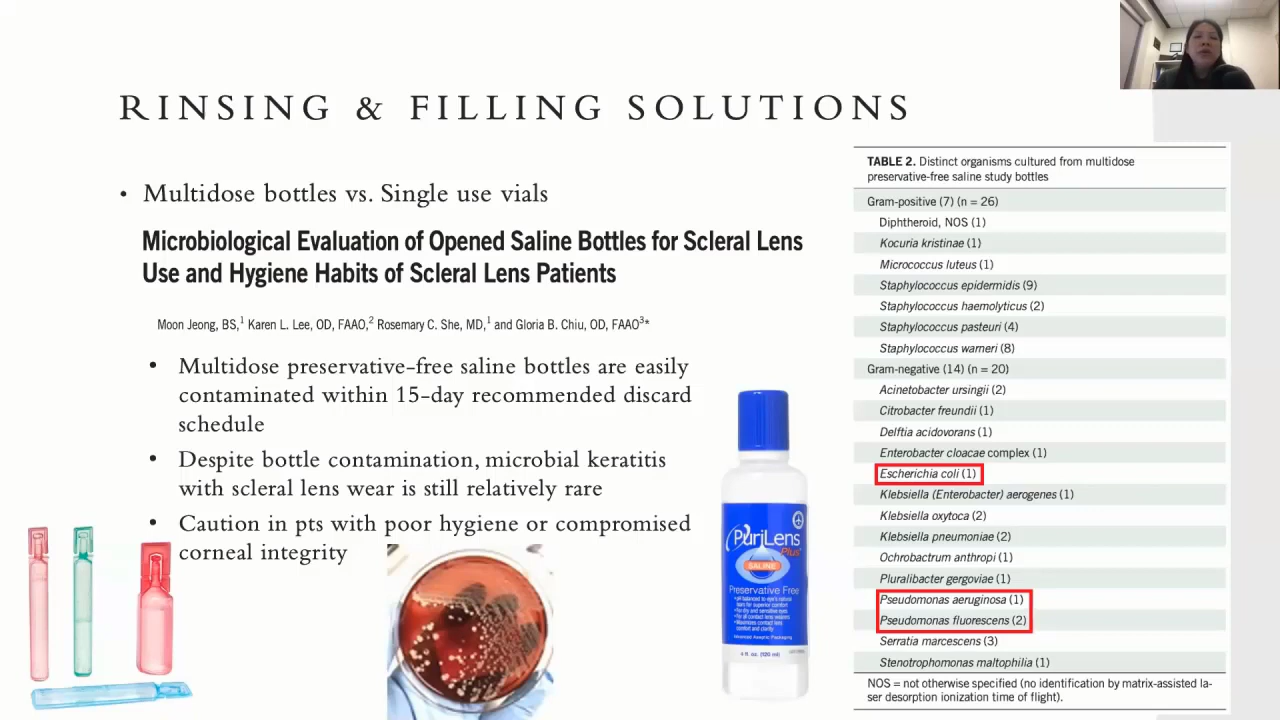 RINSING & FILLING SOLUTIONS
• Multidose bottles vs. Single use vials
Microbiological Evaluation of Opened Saline Bottles for Scleral Lens
Use and Hygiene Habits of Scleral Lens Patients
Moon Jeong, BS,1 Karen L. Lee, OD, FAAO,2 Rosemary C. She, MD,1 and Gloria B. Chiu, OD, FAAO3*
• Multidose preservative-free saline bottles are easily
contaminated within 15-day recommended discard
schedule
• Despite bottle contamination, microbial keratitis
with scleral lens wear is still relatively rare
• Caution in pts with poor hygiene or compromised
corneal integrity
PuriLens
Plus
SALINE
Preservative Free
4 fl. oz. (120 ml)
TABLE 2. Distinct organisms cultured from multidose
preservative-free saline study bottles
Gram-positive (7) (n = 26)
Diphtheroid, NOS (1)
Kocuria kristinae (1)
Micrococcus luteus (1)
Staphylococcus epidermidis (9)
Staphylococcus haemolyticus (2)
Staphylococcus pasteuri (4)
Staphylococcus warneri (8)
Gram-negative (14) (n = 20)
Acinetobacter ursingii (2)
Citrobacter freundii (1)
Delftia acidovorans (1)
Enterobacter cloacae complex (1)
Escherichia coli (1)
Klebsiella (Enterobacter) aerogenes (1)
Klebsiella oxytoca (2)
Klebsiella pneumoniae (2)
Ochrobactrum anthropi (1)
Pluralibacter gergoviae (1)
Pseudomonas aeruginosa (1)
Pseudomonas fluorescens (2)
Serratia marcescens (3)
Stenotrophomonas maltophilia (1)
NOS = not otherwise specified (no identification by matrix-assisted la-
ser desorption ionization time of flight).